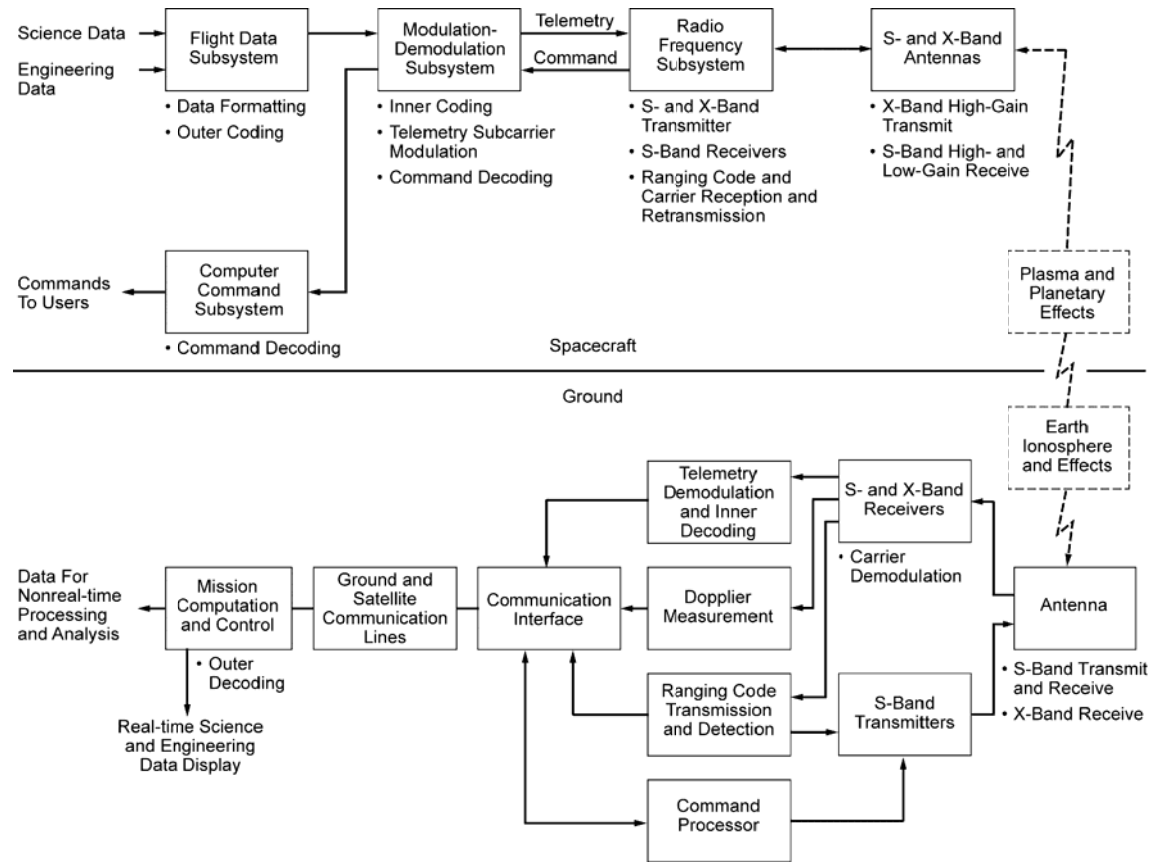 Science Data
Engineering
Data
Flight Data
Subsystem
• Data Formatting
• Outer Coding
Modulation-
Demodulation
Subsystem
• Inner Coding
• Telemetry Subcarrier
Modulation
• Command Decoding
Telemetry
Command
Radio
Frequency
Subsystem
• S- and X-Band
Transmitter
• S-Band Receivers
• Ranging Code and
Carrier Reception and
Retransmission
S- and X-Band
Antennas
• X-Band High-Gain
Transmit
• S-Band High- and
Low-Gain Receive
Commands
To Users
Computer
Command
Subsystem
• Command Decoding
Plasma and
Planetary
Effects
Spacecraft
Ground
Earth
Ionosphere
and Effects
Telemetry
Demodulation
and Inner
Decoding
S- and X-Band
Receivers
• Carrier
Demodulation
Data For
Nonreal-time
Processing
and Analysis
Mission
Computation
and Control
• Outer
Decoding
Real-time Science
and Engineering
Data Display
Ground and
Satellite
Communication
Lines
Communication
Interface
Dopplier
Measurement
Antenna
• S-Band Transmit
and Receive
• X-Band Receive
Ranging Code
Transmission
and Detection
S-Band
Transmitters
Command
Processor